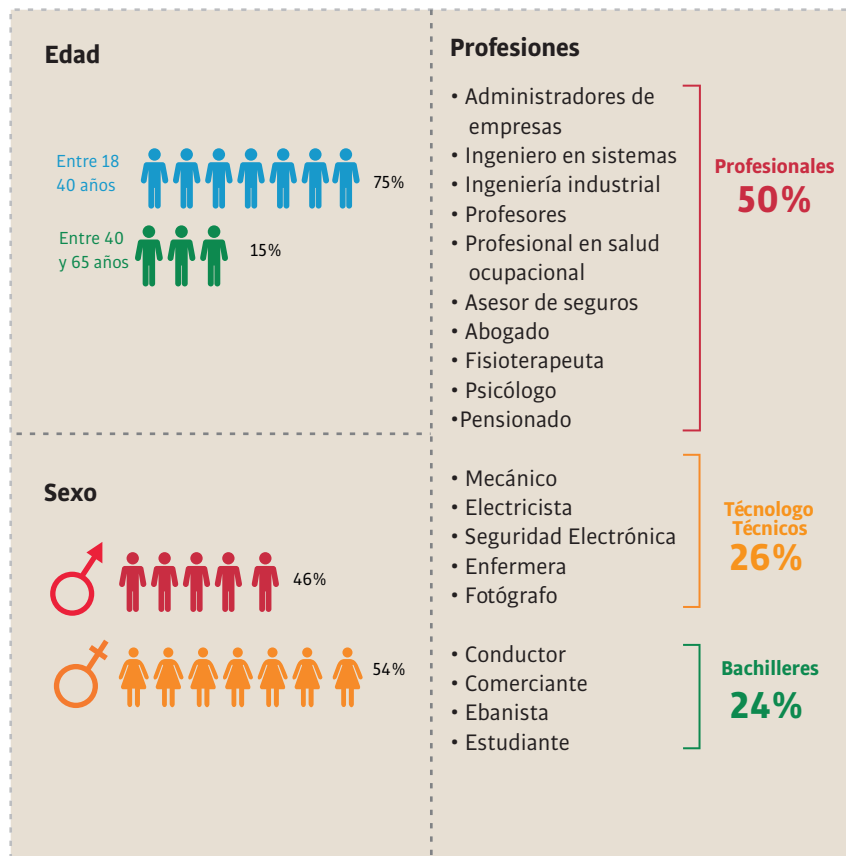 Edad
Entre 18
40 años
75%
Entre 40
y 65 años
15%
Sexo
46%
54%
Profesiones
• Administradores de
empresas
• Ingeniero en sistemas
• Ingeniería industrial
• Profesores
• Profesional en salud
ocupacional
• Asesor de seguros
• Abogado
• Fisioterapeuta
• Psicólogo
•Pensionado
Profesionales
50%
• Mecánico
• Electricista
• Seguridad Electrónica
• Enfermera
• Fotógrafo
Técnologo
Técnicos
26%
• Conductor
• Comerciante
• Ebanista
• Estudiante
Bachilleres
24%